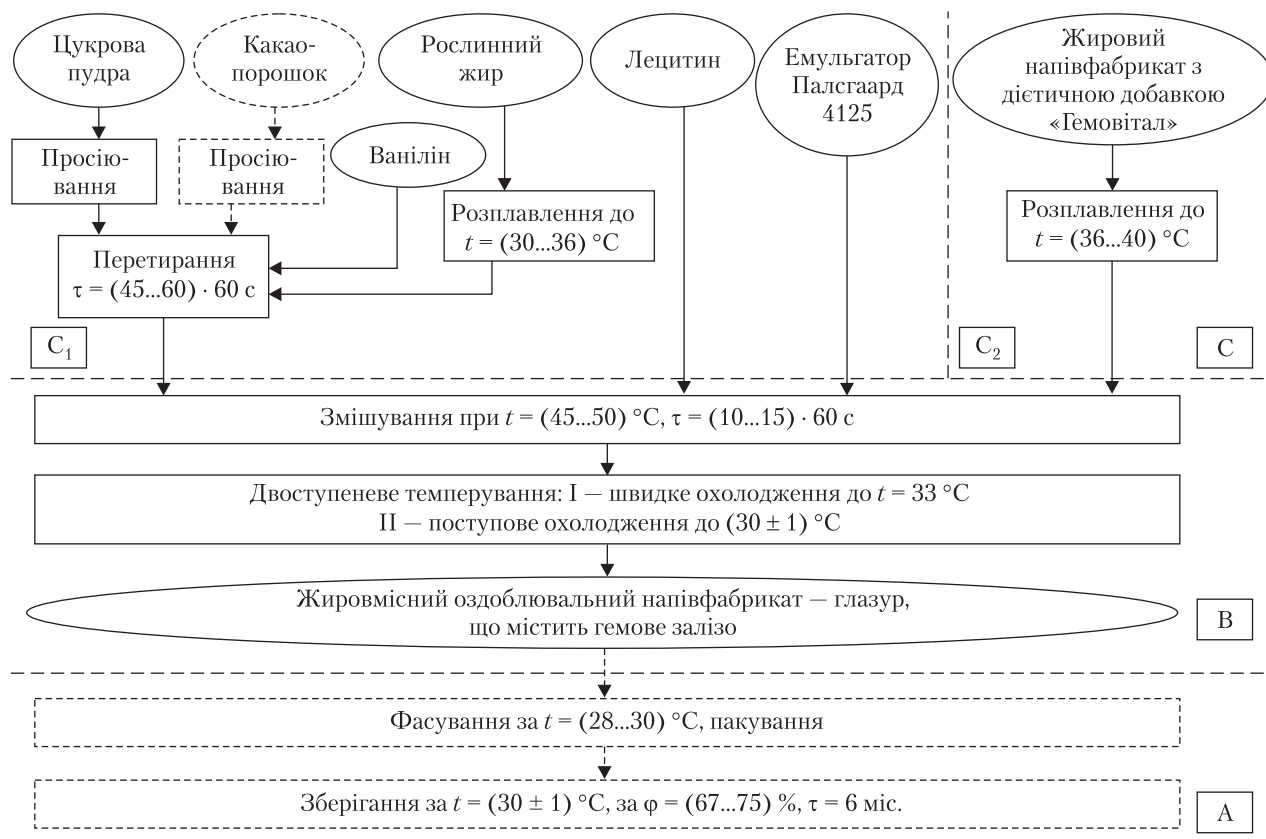 Цукрова
пудра
Какао-
порошок
Рослинний
жир
Лецитин
Емульгатор
Палсгаард
4125
Жировий
напівфабрикат з
дієтичною добавкою
«Гемовітал»
Просію-
вання
Просію-
вання
Ванілін
Розплавлення до
t = (30...36) °С
Розплавлення до
t = (36...40) °С
Перетирання
τ = (45...60) · 60 с
C₁
C₂
C
Змішування при t = (45...50) °С, τ = (10...15) · 60 с
Двоступеневе темперування: І — швидке охолодження до t = 33 °С
ІІ — поступове охолодження до (30 ± 1) °С
Жировмісний оздоблювальний напівфабрикат — глазур,
що містить гемове залізо
B
Фасування за t = (28...30) °С, пакування
Зберігання за t = (30 ± 1) °С, за φ = (67...75) %, τ = 6 міс.
A